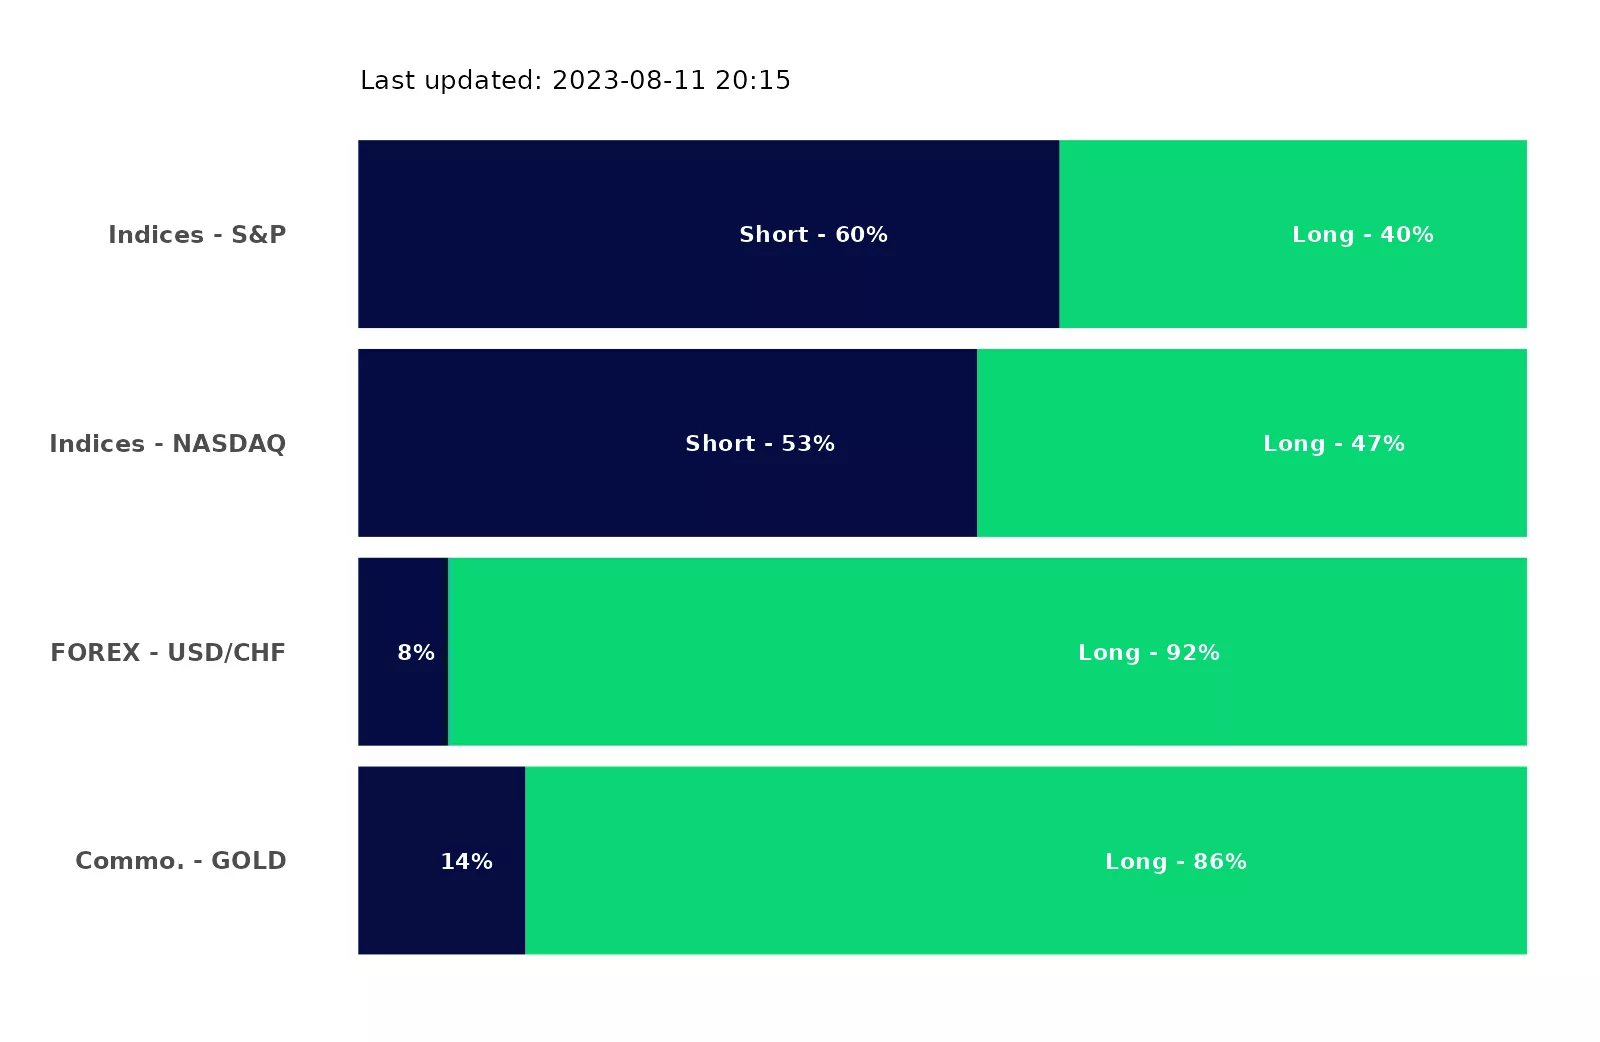 Last updated: 2023-08-11 20:15
Indices - S&P Short - 60% Long - 40%
Indices - NASDAQ Short - 53% Long - 47%
FOREX - USD/CHF 8% Long - 92%
Commo. - GOLD 14% Long - 86%